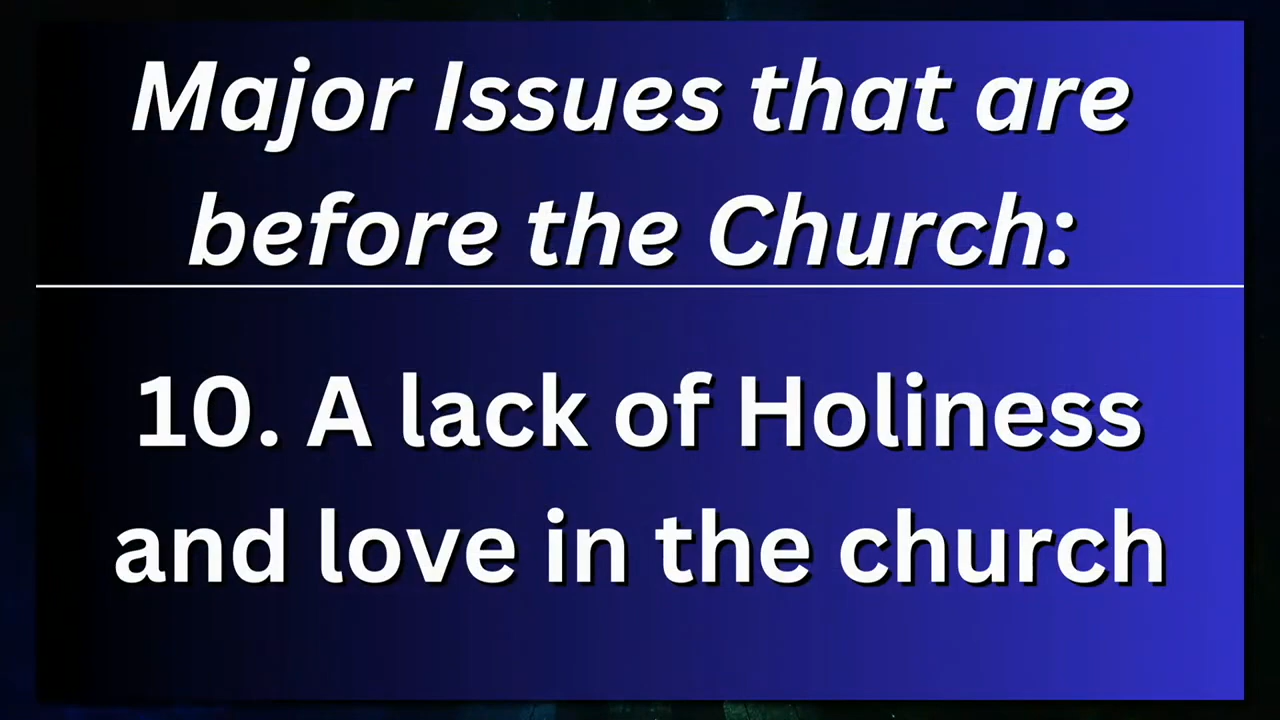 Major Issues that are
before the Church:
10. A lack of Holiness
and love in the church